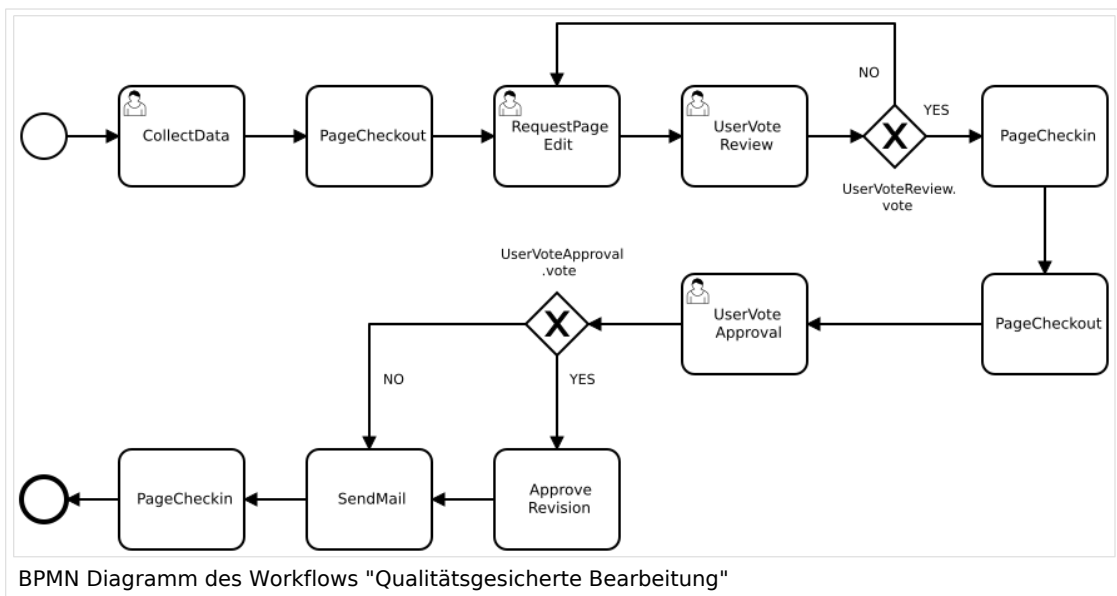 NO
CollectData
PageCheckout
RequestPage
Edit
UserVote
Review
YES
PageCheckin
UserVoteReview.
vote
UserVoteApproval
.vote
UserVote
Approval
PageCheckout
NO
YES
PageCheckin
SendMail
Approve
Revision
BPMN Diagramm des Workflows "Qualitätsgesicherte Bearbeitung"